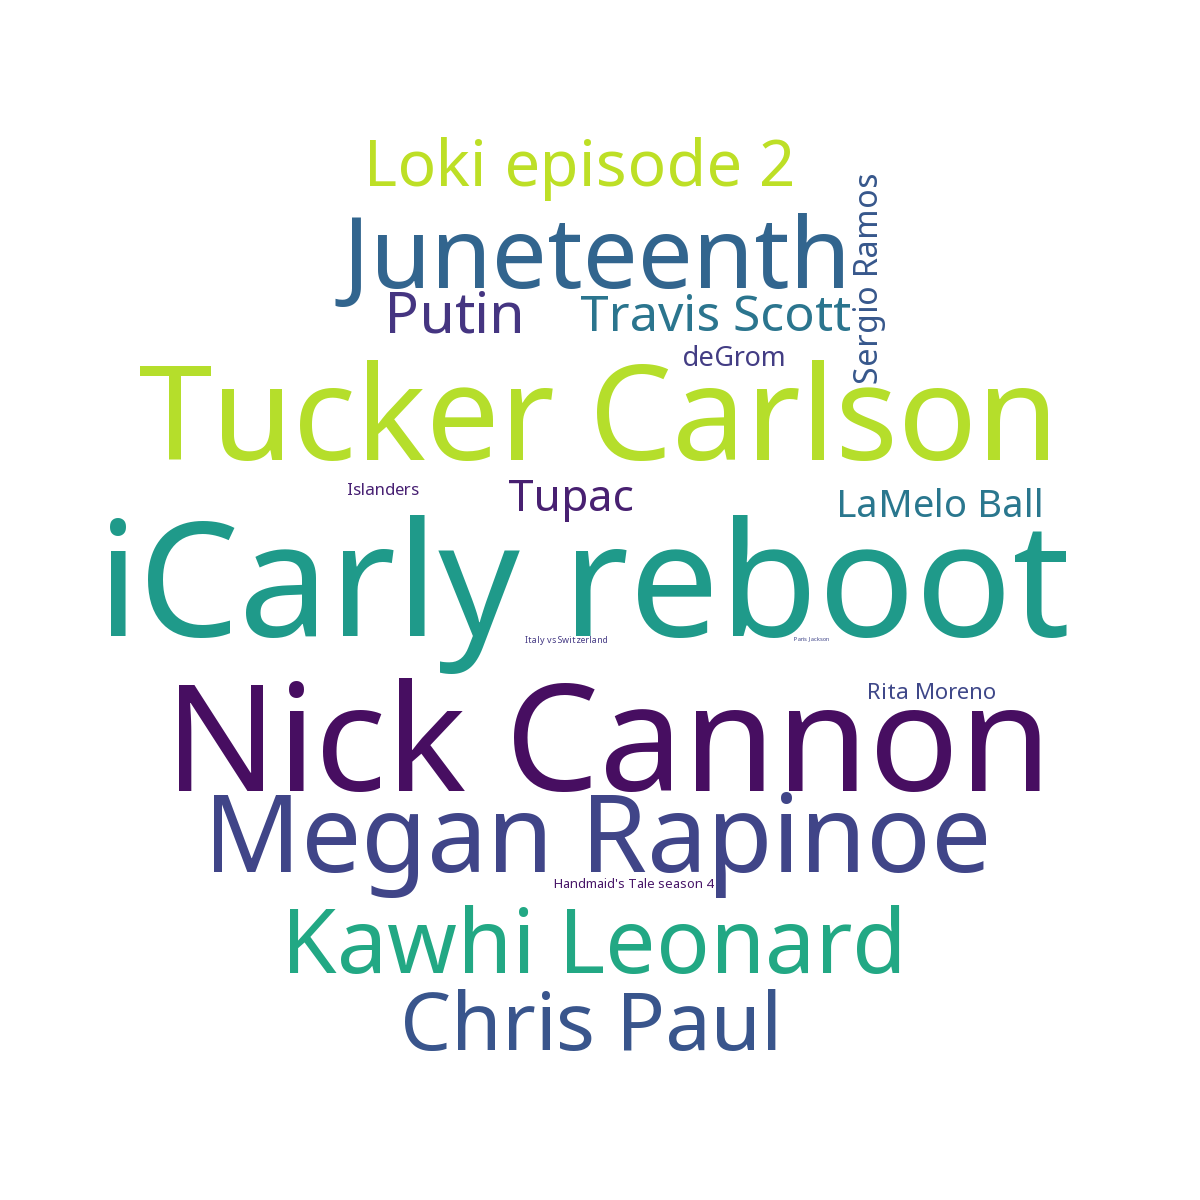 Loki episode 2
Sergio Ramos
Juneteenth
Putin
Travis Scott
deGrom
Tucker Carlson
Islanders
Tupac
LaMelo Ball
iCarly reboot
Italy vs Switzerland
Paris Jackson
Rita Moreno
Nick Cannon
Megan Rapinoe
Handmaid's Tale season 4
Kawhi Leonard
Chris Paul